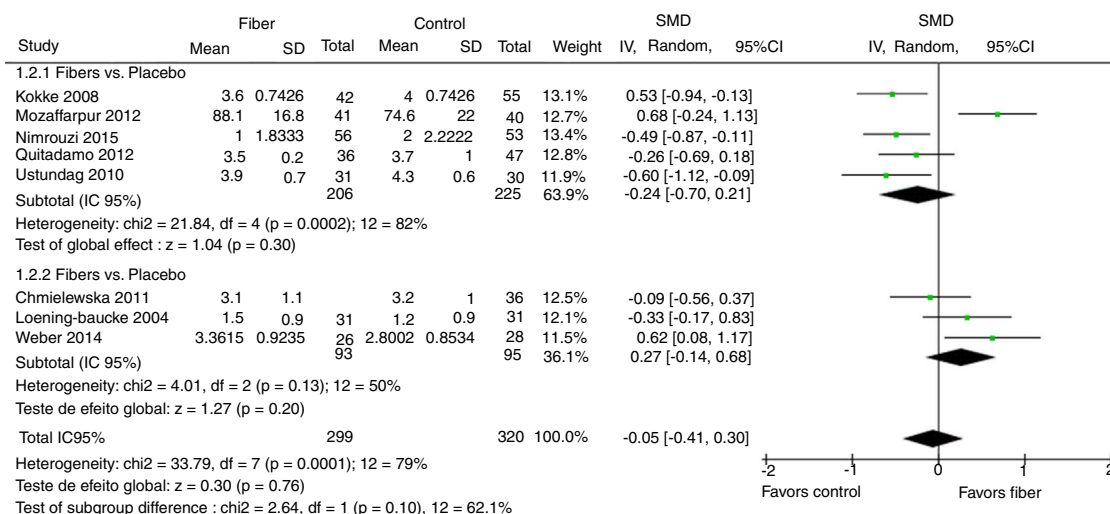 Fiber Control SMD SMD
Study Mean SD Total Mean SD Total Weight IV, Random, 95%CI IV, Random, 95%CI
1.2.1 Fibers vs. Placebo
Kokke 2008 3.6 0.7426 42 4 0.7426 55 13.1% 0.53 [-0.94, -0.13]
Mozaffarpur 2012 88.1 16.8 41 74.6 22 40 12.7% 0.68 [-0.24, 1.13]
Nimrouzi 2015 1 1.8333 56 2 2.2222 53 13.4% -0.49 [-0.87, -0.11]
Quitadamo 2012 3.5 0.2 36 3.7 1 47 12.8% -0.26 [-0.69, 0.18]
Ustundag 2010 3.9 0.7 31 4.3 0.6 30 11.9% -0.60 [-1.12, -0.09]
Subtotal (IC 95%) 206 225 63.9% -0.24 [-0.70, 0.21]
Heterogeneity: chi2 = 21.84, df = 4 (p = 0.0002); 12 = 82%
Test of global effect : z = 1.04 (p = 0.30)
1.2.2 Fibers vs. Placebo
Chmielewska 2011 3.1 1.1 3.2 1 36 12.5% -0.09 [-0.56, 0.37]
Loening-baucke 2004 1.5 0.9 31 1.2 0.9 31 12.1% -0.33 [-0.17, 0.83]
Weber 2014 3.3615 0.9235 26 2.8002 0.8534 28 11.5% 0.62 [0.08, 1.17]
Subtotal (IC 95%) 93 95 36.1% 0.27 [-0.14, 0.68]
Heterogeneity: chi2 = 4.01, df = 2 (p = 0.13); 12 = 50%
Teste de efeito global: z = 1.27 (p = 0.20)
Total IC95% 299 320 100.0% -0.05 [-0.41, 0.30]
Heterogeneity: chi2 = 33.79, df = 7 (p = 0.0001); 12 = 79%
Teste de efeito global: z = 0.30 (p = 0.76)
Test of subgroup difference : chi2 = 2.64, df = 1 (p = 0.10), 12 = 62.1%
-2 -1 0 1 2
Favors control Favors fiber